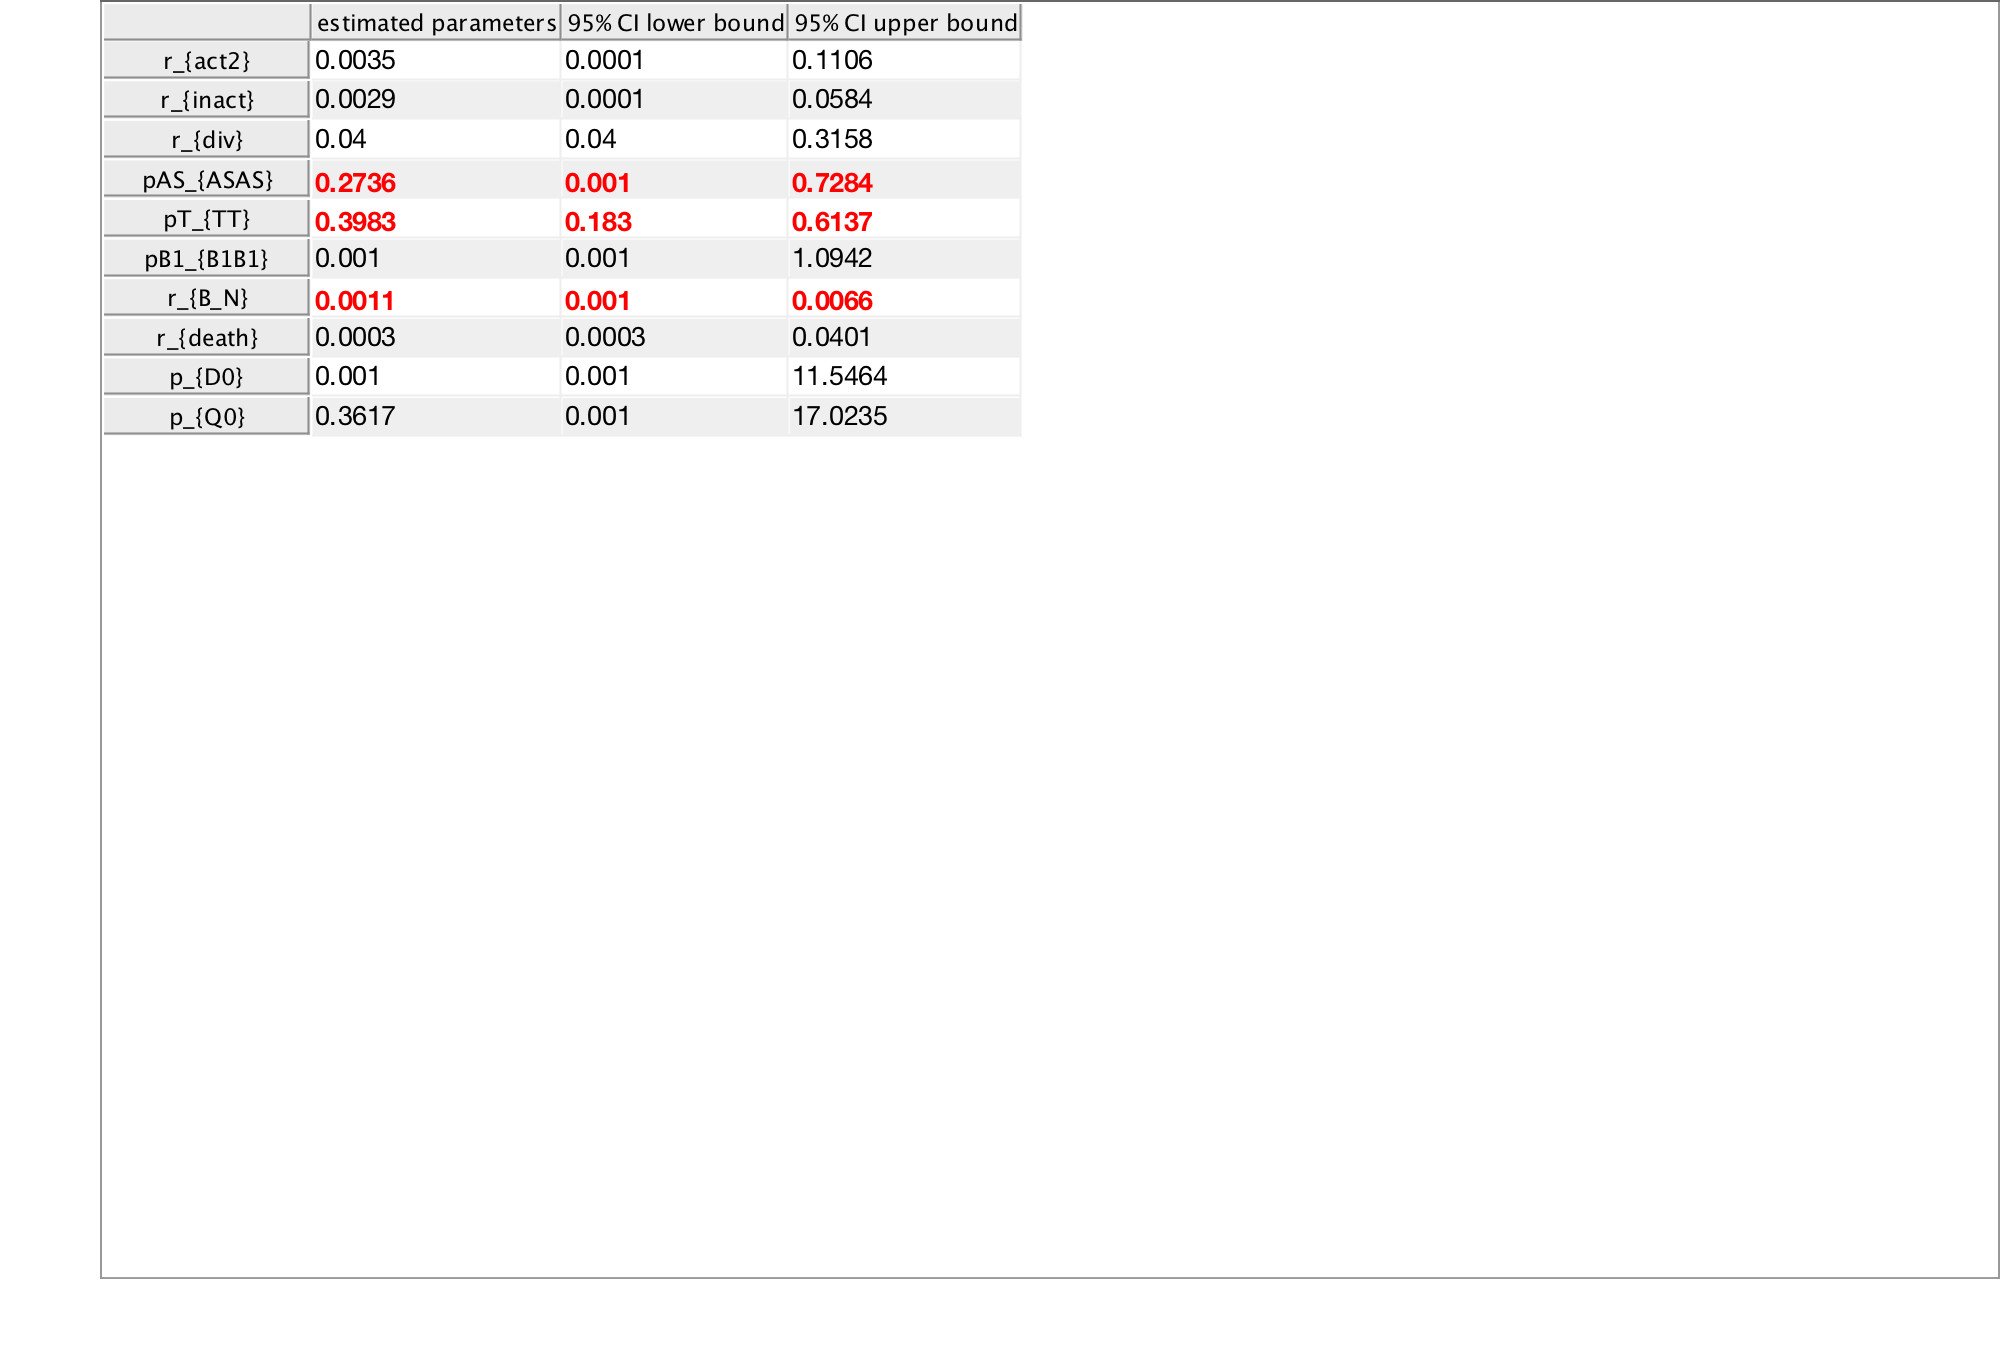 estimated parameters 95% CI lower bound 95% CI upper bound
r_{act2} 0.0035 0.0001 0.1106
r_{inact} 0.0029 0.0001 0.0584
r_{div} 0.04 0.04 0.3158
pAS_{ASAS} 0.2736 0.001 0.7284
pT_{TT} 0.3983 0.183 0.6137
pB1_{B1B1} 0.001 0.001 1.0942
r_{B_N} 0.0011 0.001 0.0066
r_{death} 0.0003 0.0003 0.0401
p_{D0} 0.001 0.001 11.5464
p_{Q0} 0.3617 0.001 17.0235